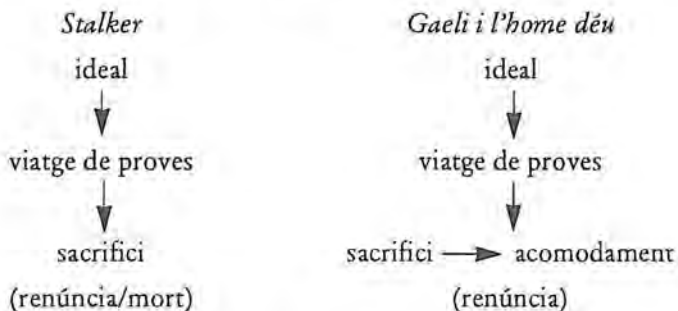 Stalker
ideal
viatge de proves
sacrifici
(renúncia/mort)
Gaeli i l'home déu
ideal
viatge de proves
sacrifici acomodament
(renúncia)